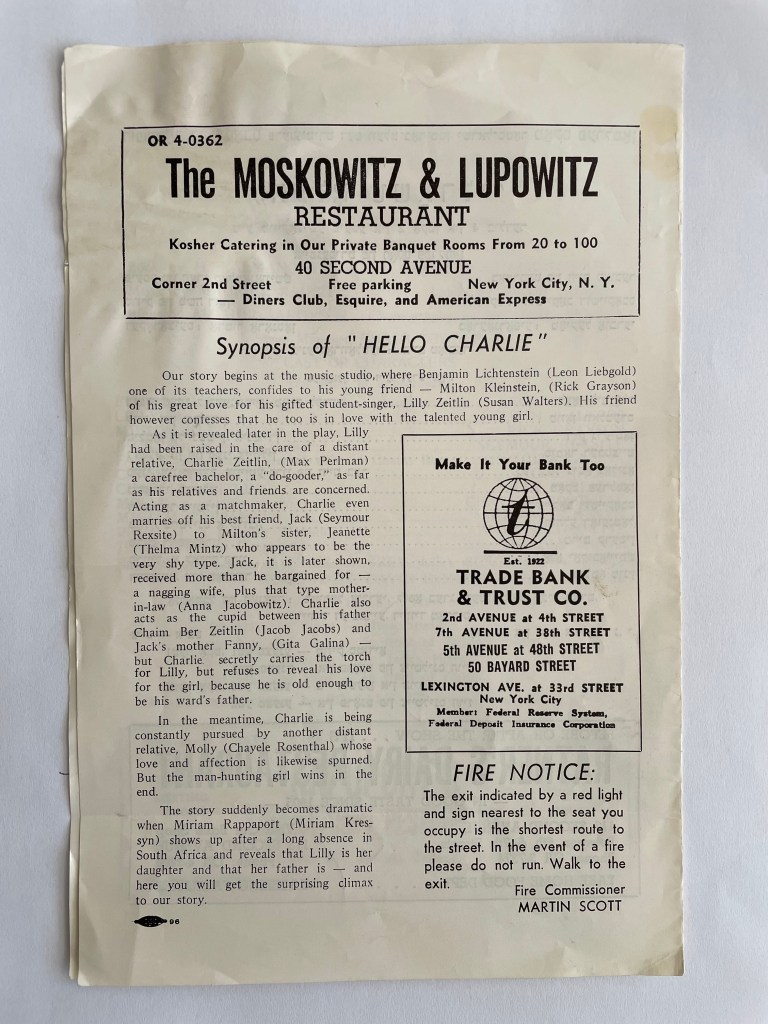 OR 4-0362
The MOSKOWITZ & LUPOWITZ
RESTAURANT
Kosher Catering in Our Private Banquet Rooms From 20 to 100
40 SECOND AVENUE
Corner 2nd Street Free parking New York City, N. Y.
— Diners Club, Esquire, and American Express
Synopsis of "HELLO CHARLIE"
Our story begins at the music studio, where Benjamin Lichtenstein (Leon Liebgold)
one of its teachers, confides to his young friend — Milton Kleinstein, (Rick Grayson)
of his great love for his gifted student-singer, Lilly Zeitlin (Susan Walters). His friend
however confesses that he too is in love with the talented young girl.
As it is revealed later in the play, Lilly
had been raised in the care of a distant
relative, Charlie Zeitlin, (Max Perlman)
a carefree bachelor, a "do-gooder," as far
as his relatives and friends are concerned.
Acting as a matchmaker, Charlie even
marries off his best friend, Jack (Seymour
Rexsite) to Milton's sister, Jeanette
(Thelma Mintz) who appears to be the
very shy type. Jack, it is later shown,
received more than he bargained for —
a nagging wife, plus that type mother-
in-law (Anna Jacobowitz). Charlie also
acts as the cupid between his father
Chaim Ber Zeitlin (Jacob Jacobs) and
Jack's mother Fanny, (Gita Galina) —
but Charlie secretly carries the torch
for Lilly, but refuses to reveal his love
for the girl, because he is old enough to
be his ward's father.
In the meantime, Charlie is being
constantly pursued by another distant
relative, Molly (Chayele Rosenthal) whose
love and affection is likewise spurned.
But the man-hunting girl wins in the
end.
The story suddenly becomes dramatic
when Miriam Rappaport (Miriam Kres-
syn) shows up after a long absence in
South Africa and reveals that Lilly is her
daughter and that her father is — and
here you will get the surprising climax
to our story.
96
Make It Your Bank Too
t
Est. 1922
TRADE BANK
& TRUST CO.
2nd AVENUE at 4th STREET
7th AVENUE at 38th STREET
5th AVENUE at 48th STREET
50 BAYARD STREET
LEXINGTON AVE. at 33rd STREET
New York City
Member: Federal Reserve System,
Federal Deposit Insurance Corporation
FIRE NOTICE:
The exit indicated by a red light
and sign nearest to the seat you
occupy is the shortest route to
the street. In the event of a fire
please do not run. Walk to the
exit.
Fire Commissioner
MARTIN SCOTT